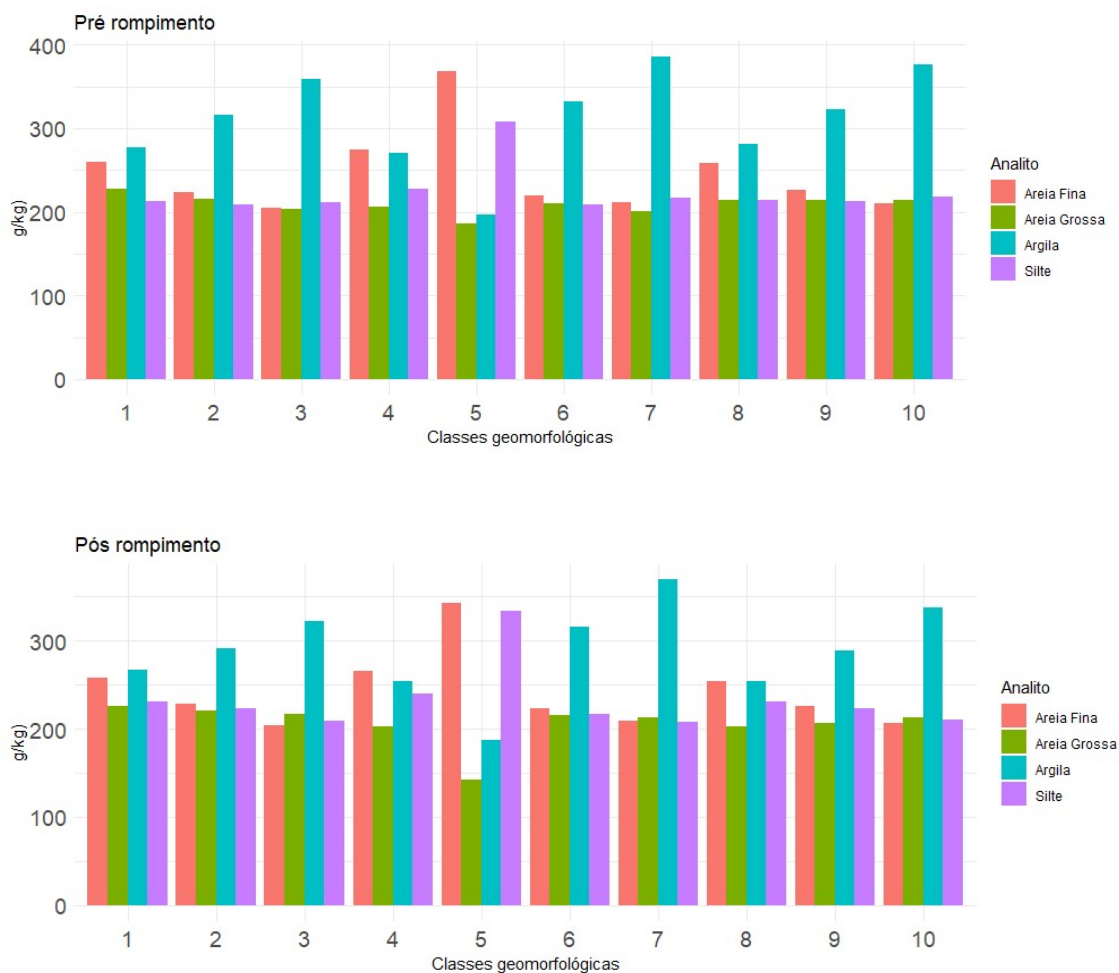 Pré rompimento
400
300
200
100
0
g/kg)
1 2 3 4 5 6 7 8 9 10
Classes geomorfológicas
Analito
Areia Fina
Areia Grossa
Argila
Silte
Pós rompimento
300
200
100
0
g/kg)
1 2 3 4 5 6 7 8 9 10
Classes geomorfológicas
Analito
Areia Fina
Areia Grossa
Argila
Silte